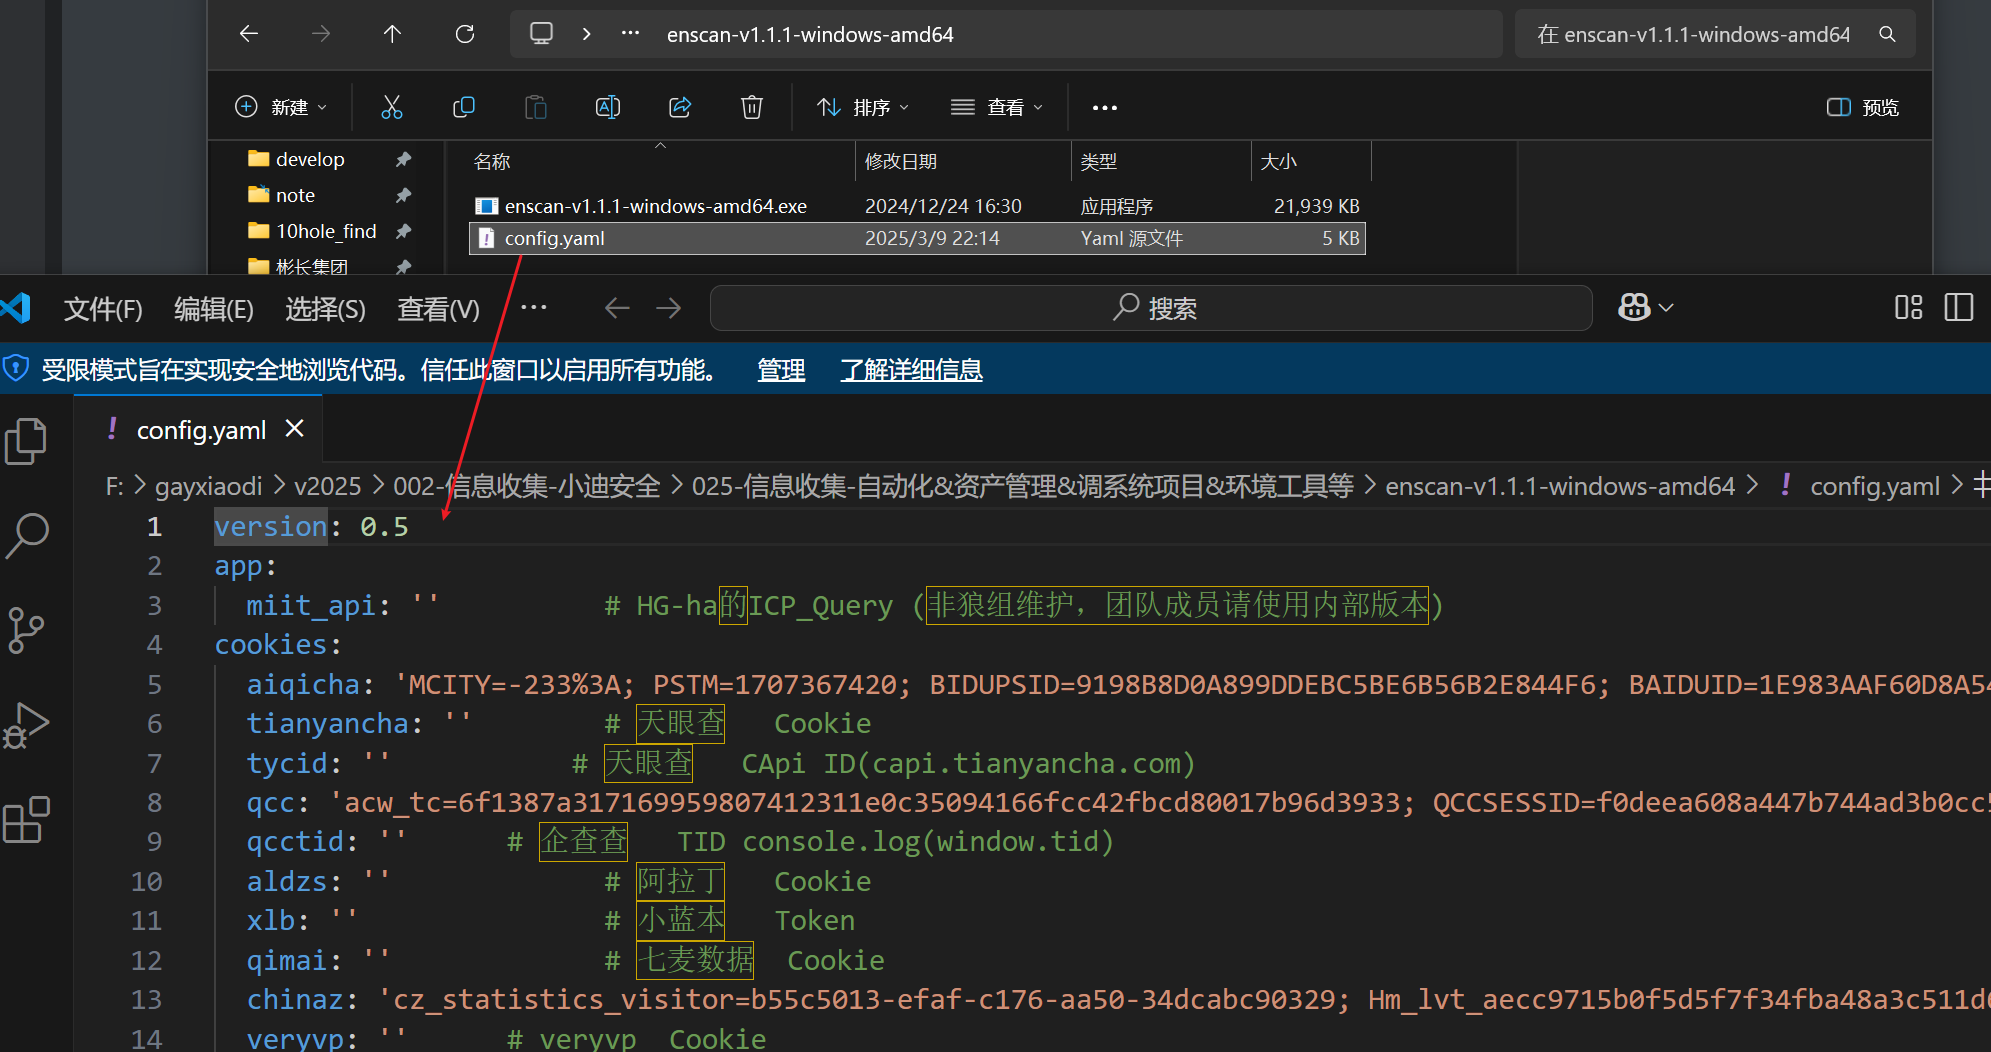 enscan-v1.1.1-windows-amd64
在 enscan-v1.1.1-windows-amd64
新建
排序
查看
预览
develop
note
10hole_find
彬长集团
名称 修改日期 类型 大小
enscan-v1.1.1-windows-amd64.exe 2024/12/24 16:30 应用程序 21,939 KB
config.yaml 2025/3/9 22:14 Yaml 源文件 5 KB
文件(F) 编辑(E) 选择(S) 查看(V) ··· 搜索
受限模式旨在实现安全地浏览代码。信任此窗口以启用所有功能。 管理 了解详细信息
! config.yaml
F: > gayxiaodi > v2025 > 002-信息收集-小迪安全 > 025-信息收集-自动化&资产管理&调系统项目&环境工具等 > enscan-v1.1.1-windows-amd64 > ! config.yaml >
1 version: 0.5
2 app:
3 miit_api: '' # HG-ha的ICP_Query (非狼组维护，团队成员请使用内部版本)
4 cookies:
5 aiqicha: 'MCITY=-233%3A; PSTM=1707367420; BIDUPSID=9198B8D0A899DDEBC5BE6B56B2E844F6; BAIDUID=1E983AAF60D8A54
6 tianyancha: '' # 天眼查 Cookie
7 tycid: '' # 天眼查 CApi ID(capi.tianyancha.com)
8 qcc: 'acw_tc=6f1387a317169959807412311e0c35094166fcc42fbcd80017b96d3933; QCCSESSID=f0deea608a447b744ad3b0cc5
9 qcctid: '' # 企查查 TID console.log(window.tid)
10 aldzs: '' # 阿拉丁 Cookie
11 xlb: '' # 小蓝本 Token
12 qimai: '' # 七麦数据 Cookie
13 chinaz: 'cz_statistics_visitor=b55c5013-efaf-c176-aa50-34dcabc90329; Hm_lvt_aecc9715b0f5d5f7f34fba48a3c511d6
14 veryvp: '' # veryvp Cookie